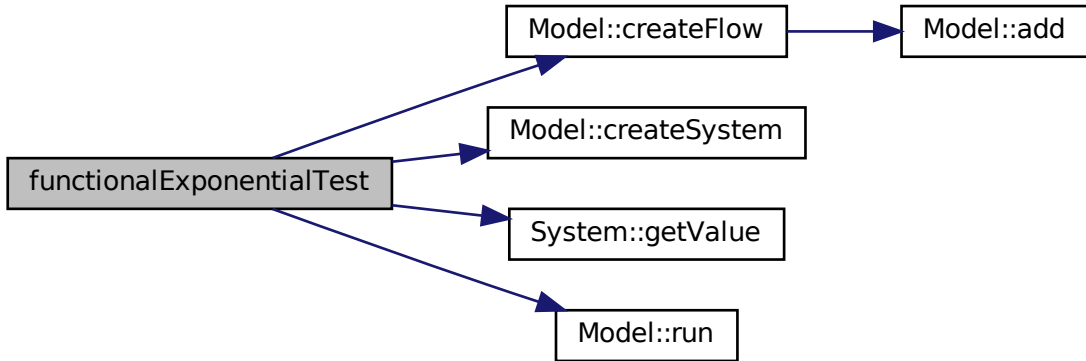 Model::createFlow
Model::add
Model::createSystem
functionalExponentialTest
System::getValue
Model::run